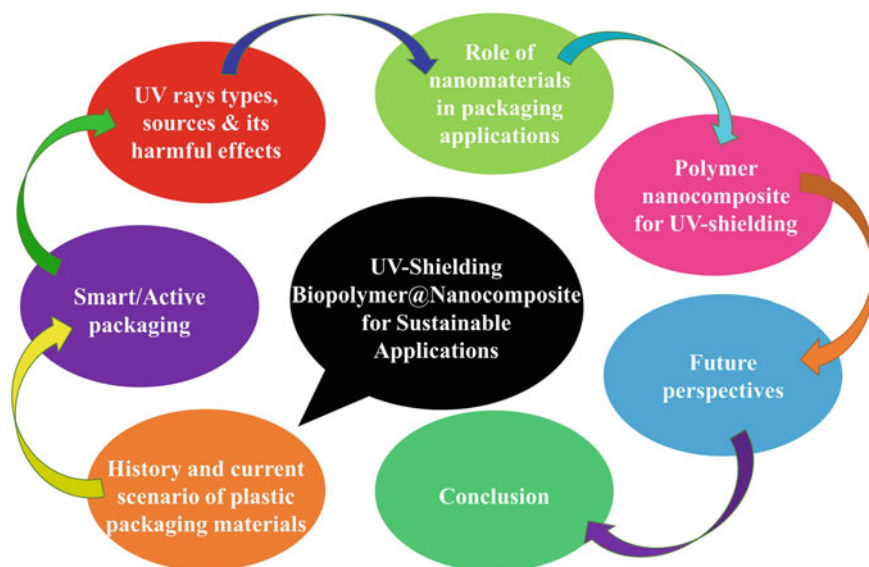 UV rays types,
sources & its
harmful effects
Role of
nanomaterials
in packaging
applications
Polymer
nanocomposite
for UV-shielding
Smart/Active
packaging
UV-Shielding
Biopolymer@Nanocomposite
for Sustainable
Applications
Future
perspectives
History and current
scenario of plastic
packaging materials
Conclusion